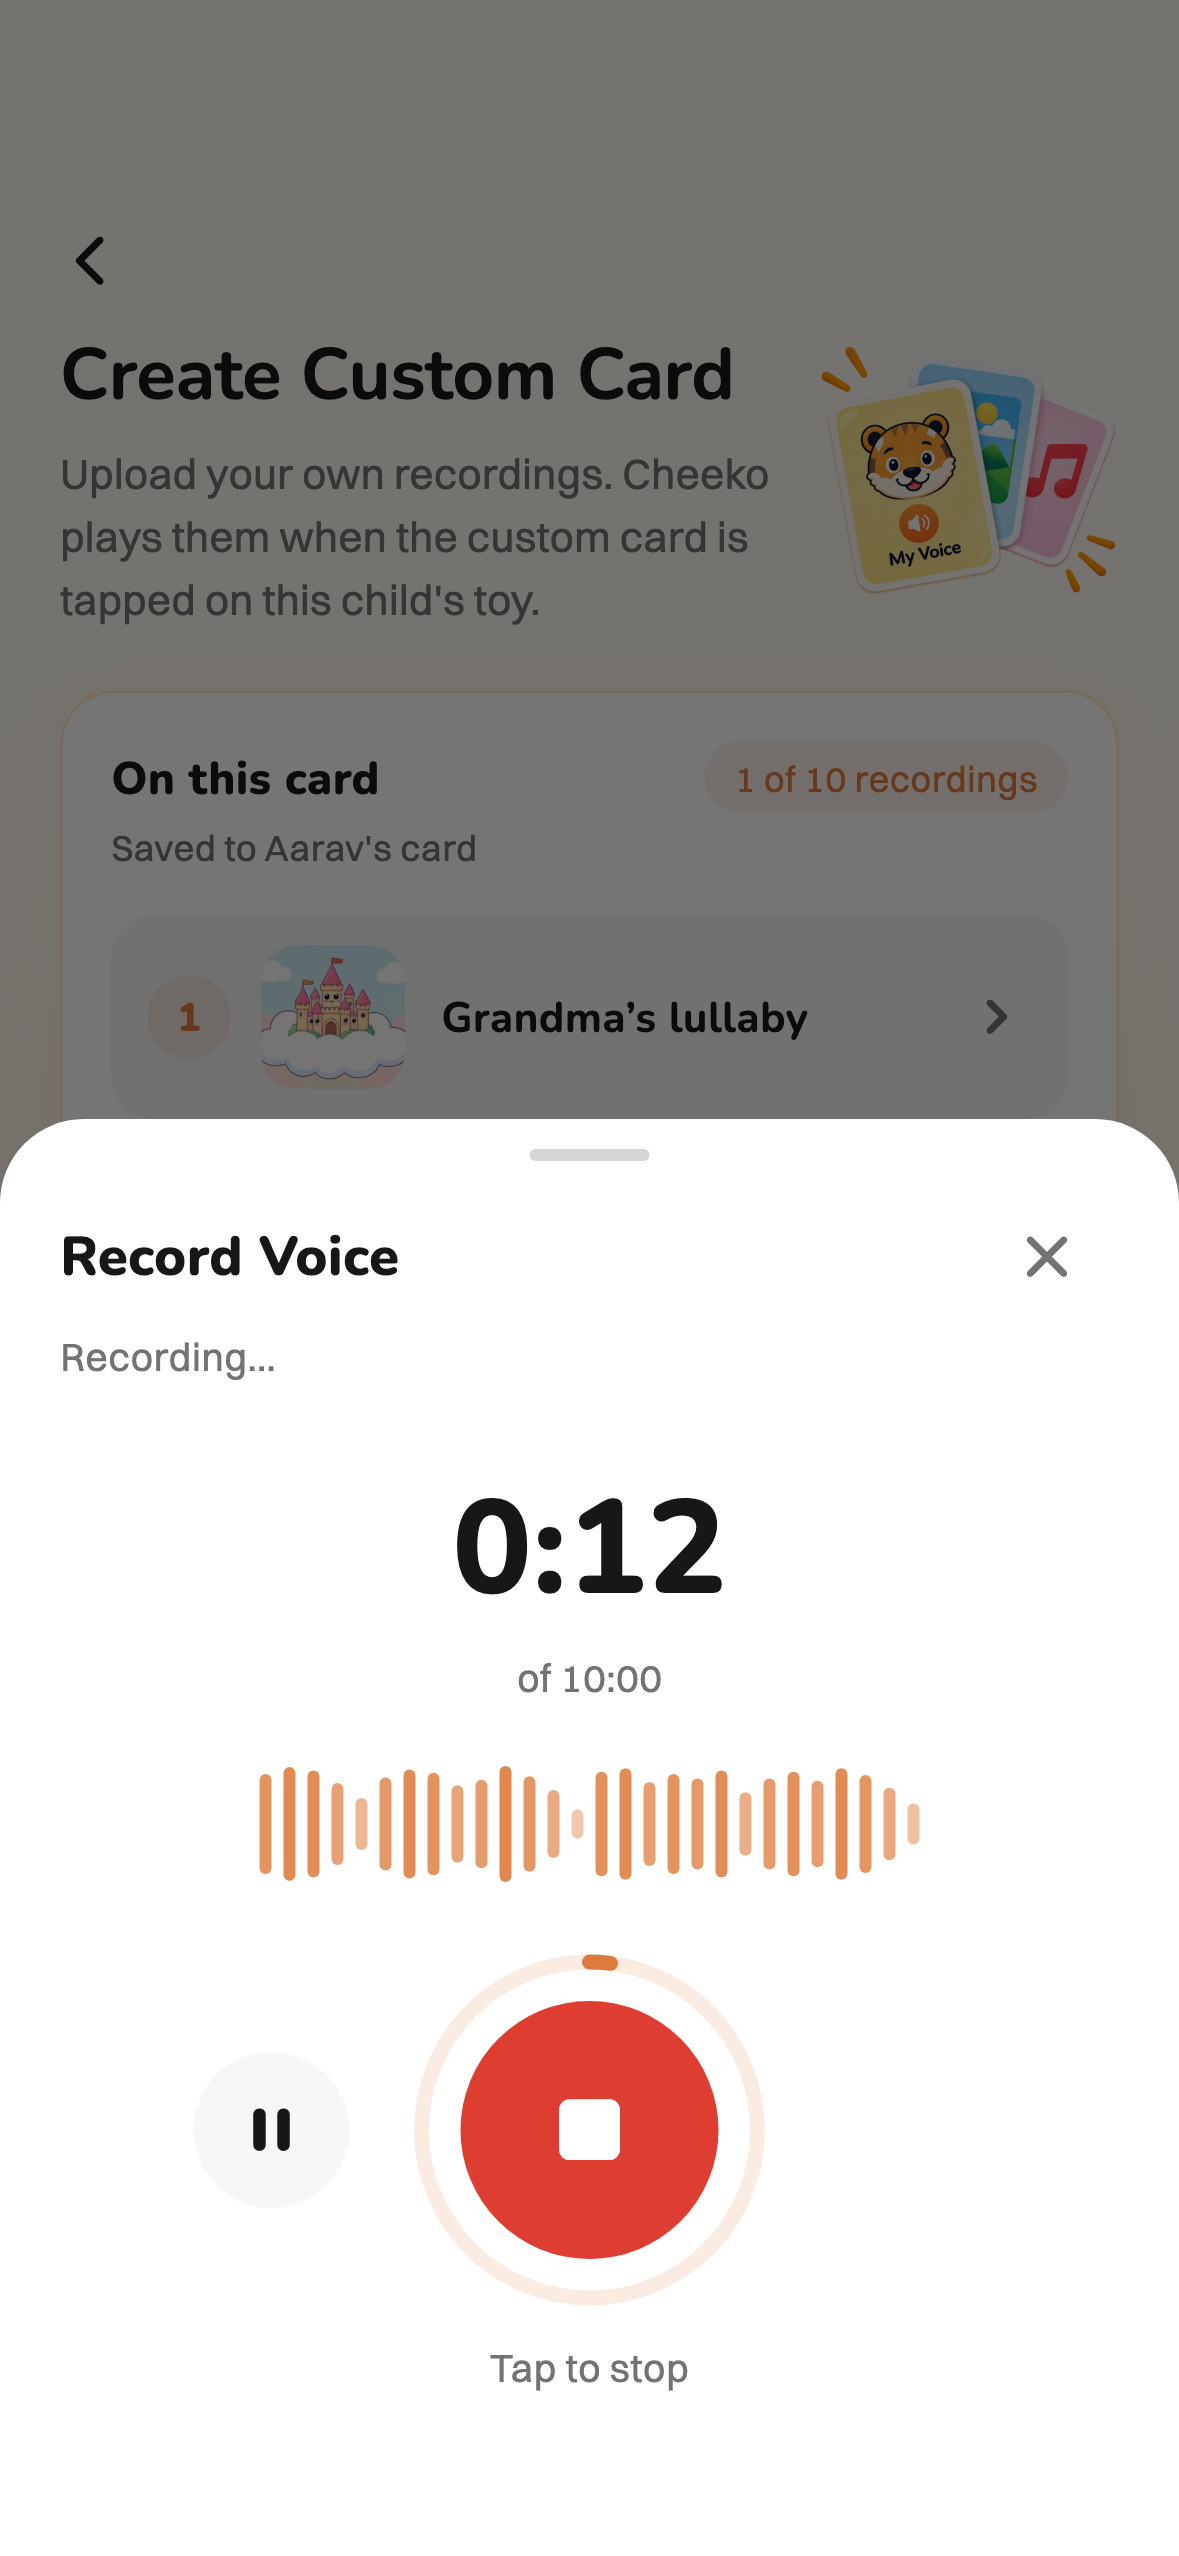 Create Custom Card
Upload your own recordings. Cheeko
plays them when the custom card is
tapped on this child's toy.
My Voice
On this card
1 of 10 recordings
Saved to Aarav's card
1
Grandma’s lullaby
Record Voice
Recording...
0:12
of 10:00
Tap to stop